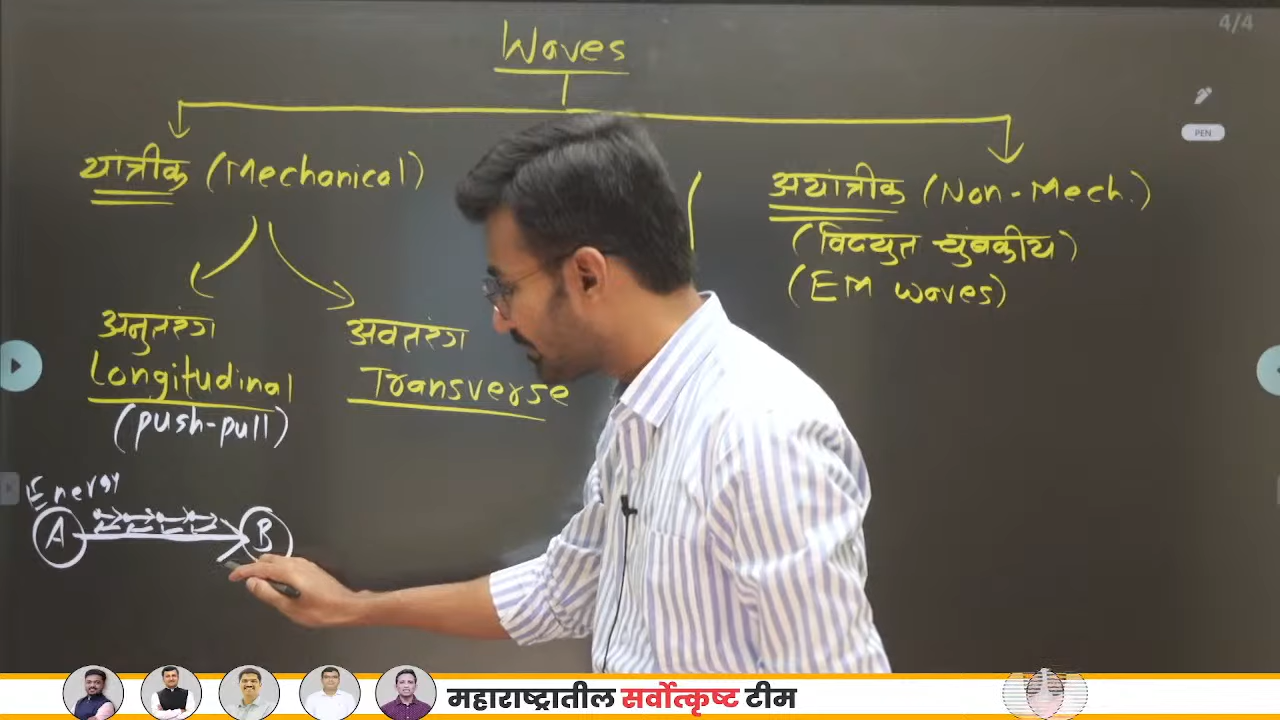 4/4
Waves
PEN
यांत्रीक (Mechanical)
अयांत्रीक (Non-Mech.)
(विदयुत चुंबकीय)
(EM waves)
अनुतरंग
Longitudinal
(push-pull)
अवतरंग
Transverse
Energy
A
B
महाराष्ट्रातील सर्वोत्कृष्ट टीम